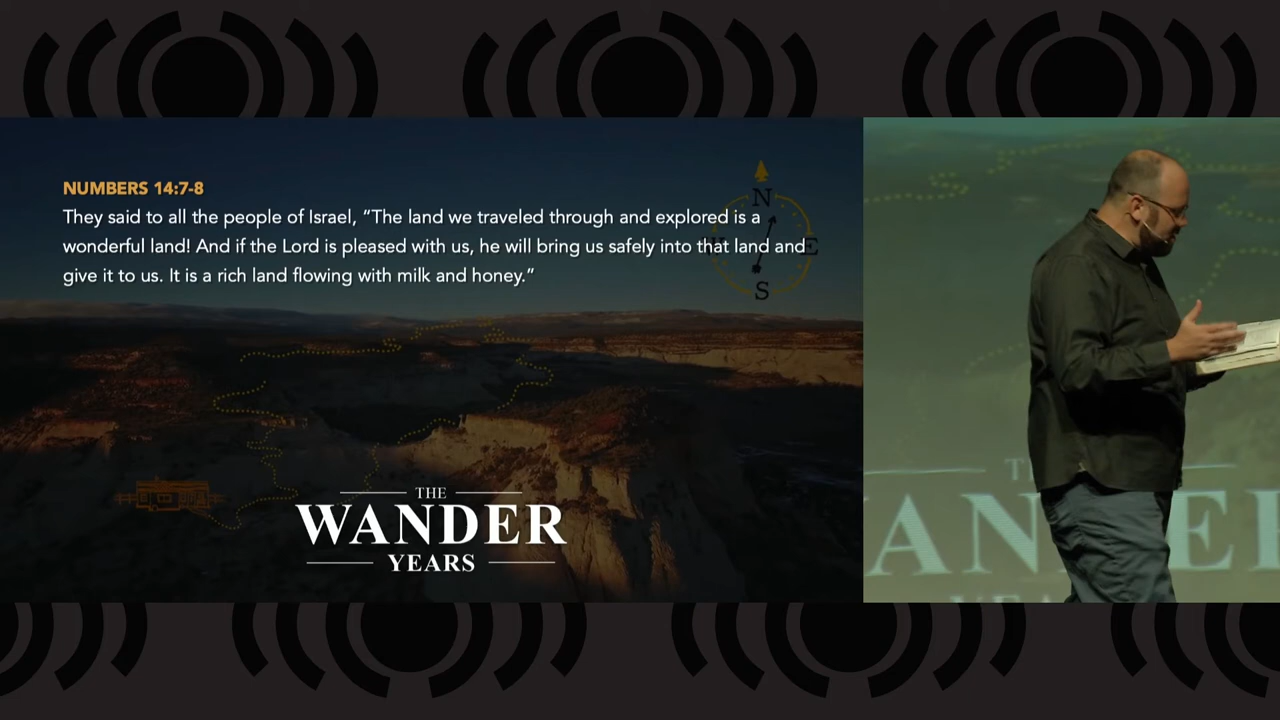 NUMBERS 14:7-8
They said to all the people of Israel, “The land we traveled through and explored is a
wonderful land! And if the Lord is pleased with us, he will bring us safely into that land and
give it to us. It is a rich land flowing with milk and honey.”
N
E
S
THE
WANDER
YEARS